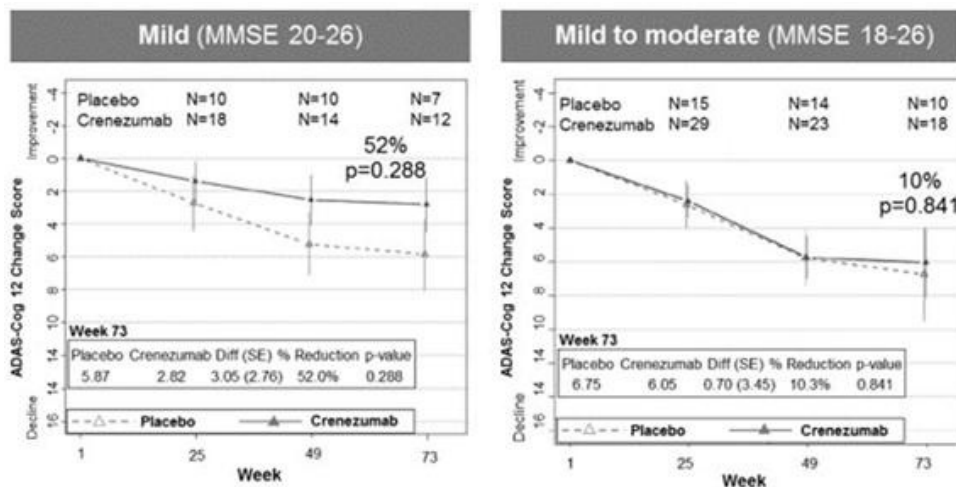 Mild (MMSE 20-26)
Placebo N=10 N=10 N=7
Crenezumab N=18 N=14 N=12
52%
p=0.288
Improvement
ADAS-Cog 12 Change Score
Decline
-4
-2
0
2
4
6
8
10
12
14
14
16
Week 73
Placebo Crenezumab Diff (SE) % Reduction p-value
5.87 2.82 3.05 (2.76) 52.0% 0.288
Placebo Crenezumab
1 25 49 73
Week
Mild to moderate (MMSE 18-26)
Placebo N=15 N=14 N=10
Crenezumab N=29 N=23 N=18
10%
p=0.841
Improvement
ADAS-Cog 12 Change Score
Decline
-4
-2
0
2
4
6
8
10
12
14
14
16
Week 73
Placebo Crenezumab Diff (SE) % Reduction p-value
6.75 6.05 0.70 (3.45) 10.3% 0.841
Placebo Crenezumab
1 25 49 73
Week